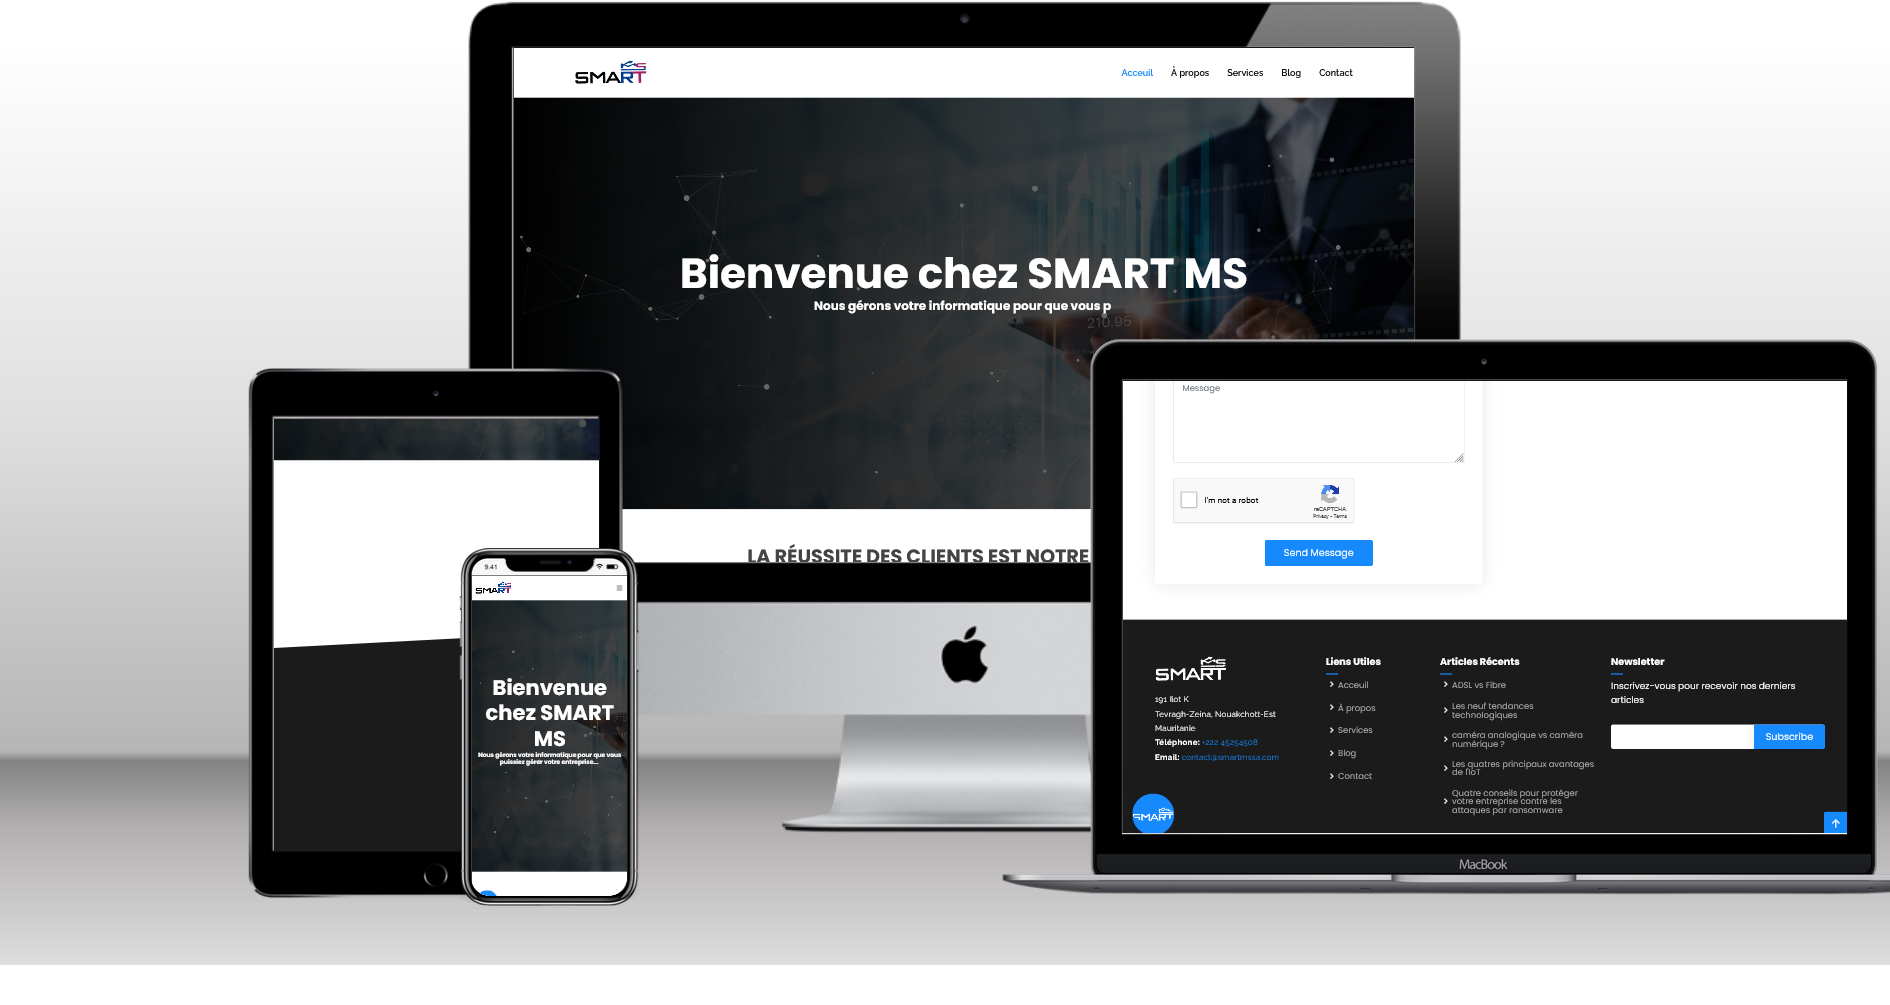 SMART
Acceuil À propos Services Blog Contact
Bienvenue chez SMART MS
Nous gérons votre informatique pour que vous p
210.95
LA RÉUSSITE DES CLIENTS EST NOTRE
9.41
SMART
Bienvenue
chez SMART
MS
Nous gérons votre informatique pour que vous
puissiez gérer votre entreprise...
Message
I'm not a robot
reCAPTCHA
Privacy - Terms
Send Message
SMART
191 Ilot K
Tevragh-Zeina, Nouakchott-Est
Mauritanie
Téléphone: +222 45254508
Email: contact@smartmssa.com
Liens Utiles
Acceuil
À propos
Services
Blog
Contact
Articles Récents
ADSL vs Fibre
Les neuf tendances
technologiques
caméra analogique vs caméra
numérique ?
Les quatres principaux avantages
de l'IoT
Quatre conseils pour protéger
votre entreprise contre les
attaques par ransomware
Newsletter
Inscrivez-vous pour recevoir nos derniers
articles
Subscribe
SMART
MacBook